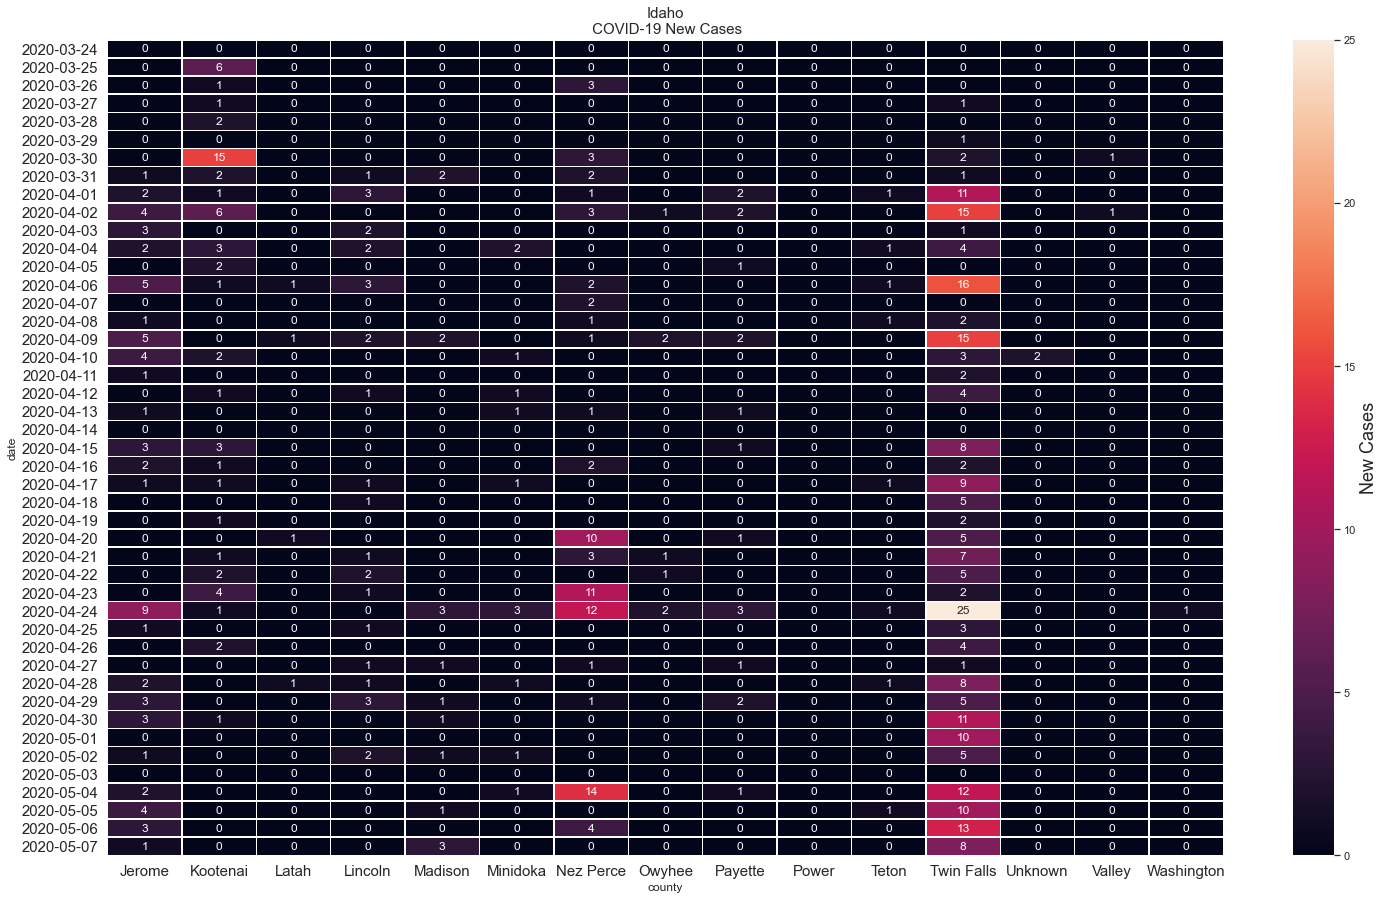 Idaho
COVID-19 New Cases
2020-03-24 0 0 0 0 0 0 0 0 0 0 0 0 0 0 0
2020-03-25 0 6 0 0 0 0 0 0 0 0 0 0 0 0 0
2020-03-26 0 1 0 0 0 0 3 0 0 0 0 0 0 0 0
2020-03-27 0 1 0 0 0 0 0 0 0 0 0 1 0 0 0
2020-03-28 0 2 0 0 0 0 0 0 0 0 0 0 0 0 0
2020-03-29 0 0 0 0 0 0 0 0 0 0 0 1 0 0 0
2020-03-30 0 15 0 0 0 0 3 0 0 0 0 2 0 1 0
2020-03-31 1 2 0 1 2 0 2 0 0 0 0 1 0 0 0
2020-04-01 2 1 0 3 0 0 1 0 2 0 1 11 0 0 0
2020-04-02 4 6 0 0 0 0 3 1 2 0 0 15 0 1 0
2020-04-03 3 0 0 2 0 0 0 0 0 0 0 1 0 0 0
2020-04-04 2 3 0 2 0 2 0 0 0 0 1 4 0 0 0
2020-04-05 0 2 0 0 0 0 0 0 1 0 0 0 0 0 0
2020-04-06 5 1 1 3 0 0 2 0 0 0 1 16 0 0 0
2020-04-07 0 0 0 0 0 0 2 0 0 0 0 0 0 0 0
2020-04-08 1 0 0 0 0 0 1 0 0 0 1 2 0 0 0
2020-04-09 5 0 1 2 2 0 1 2 2 0 0 15 0 0 0
2020-04-10 4 2 0 0 0 1 0 0 0 0 0 3 2 0 0
2020-04-11 1 0 0 0 0 0 0 0 0 0 0 2 0 0 0
2020-04-12 0 1 0 1 0 1 0 0 0 0 0 4 0 0 0
2020-04-13 1 0 0 0 0 1 1 0 1 0 0 0 0 0 0
2020-04-14 0 0 0 0 0 0 0 0 0 0 0 0 0 0 0
2020-04-15 3 3 0 0 0 0 0 0 1 0 0 8 0 0 0
2020-04-16 2 1 0 0 0 0 2 0 0 0 0 2 0 0 0
2020-04-17 1 1 0 1 0 1 0 0 0 0 1 9 0 0 0
2020-04-18 0 0 0 1 0 0 0 0 0 0 0 5 0 0 0
2020-04-19 0 1 0 0 0 0 0 0 0 0 0 2 0 0 0
2020-04-20 0 0 1 0 0 0 10 0 1 0 0 5 0 0 0
2020-04-21 0 1 0 1 0 0 3 1 0 0 0 7 0 0 0
2020-04-22 0 2 0 2 0 0 0 1 0 0 0 5 0 0 0
2020-04-23 0 4 0 1 0 0 11 0 0 0 0 2 0 0 0
2020-04-24 9 1 0 0 3 3 12 2 3 0 1 25 0 0 1
2020-04-25 1 0 0 1 0 0 0 0 0 0 0 3 0 0 0
2020-04-26 0 2 0 0 0 0 0 0 0 0 0 4 0 0 0
2020-04-27 0 0 0 1 1 0 1 0 1 0 0 1 0 0 0
2020-04-28 2 0 1 1 0 1 0 0 0 0 1 8 0 0 0
2020-04-29 3 0 0 3 1 0 1 0 2 0 0 5 0 0 0
2020-04-30 3 1 0 0 1 0 0 0 0 0 0 11 0 0 0
2020-05-01 0 0 0 0 0 0 0 0 0 0 0 10 0 0 0
2020-05-02 1 0 0 2 1 1 0 0 0 0 0 5 0 0 0
2020-05-03 0 0 0 0 0 0 0 0 0 0 0 0 0 0 0
2020-05-04 2 0 0 0 0 1 14 0 1 0 0 12 0 0 0
2020-05-05 4 0 0 0 1 0 0 0 0 0 1 10 0 0 0
2020-05-06 3 0 0 0 0 0 4 0 0 0 0 13 0 0 0
2020-05-07 1 0 0 0 3 0 0 0 0 0 0 8 0 0 0
Jerome Kootenai Latah Lincoln Madison Minidoka Nez Perce Owyhee Payette Power Teton Twin Falls Unknown Valley Washington
county
date
25
20
15
10
5
0
New Cases